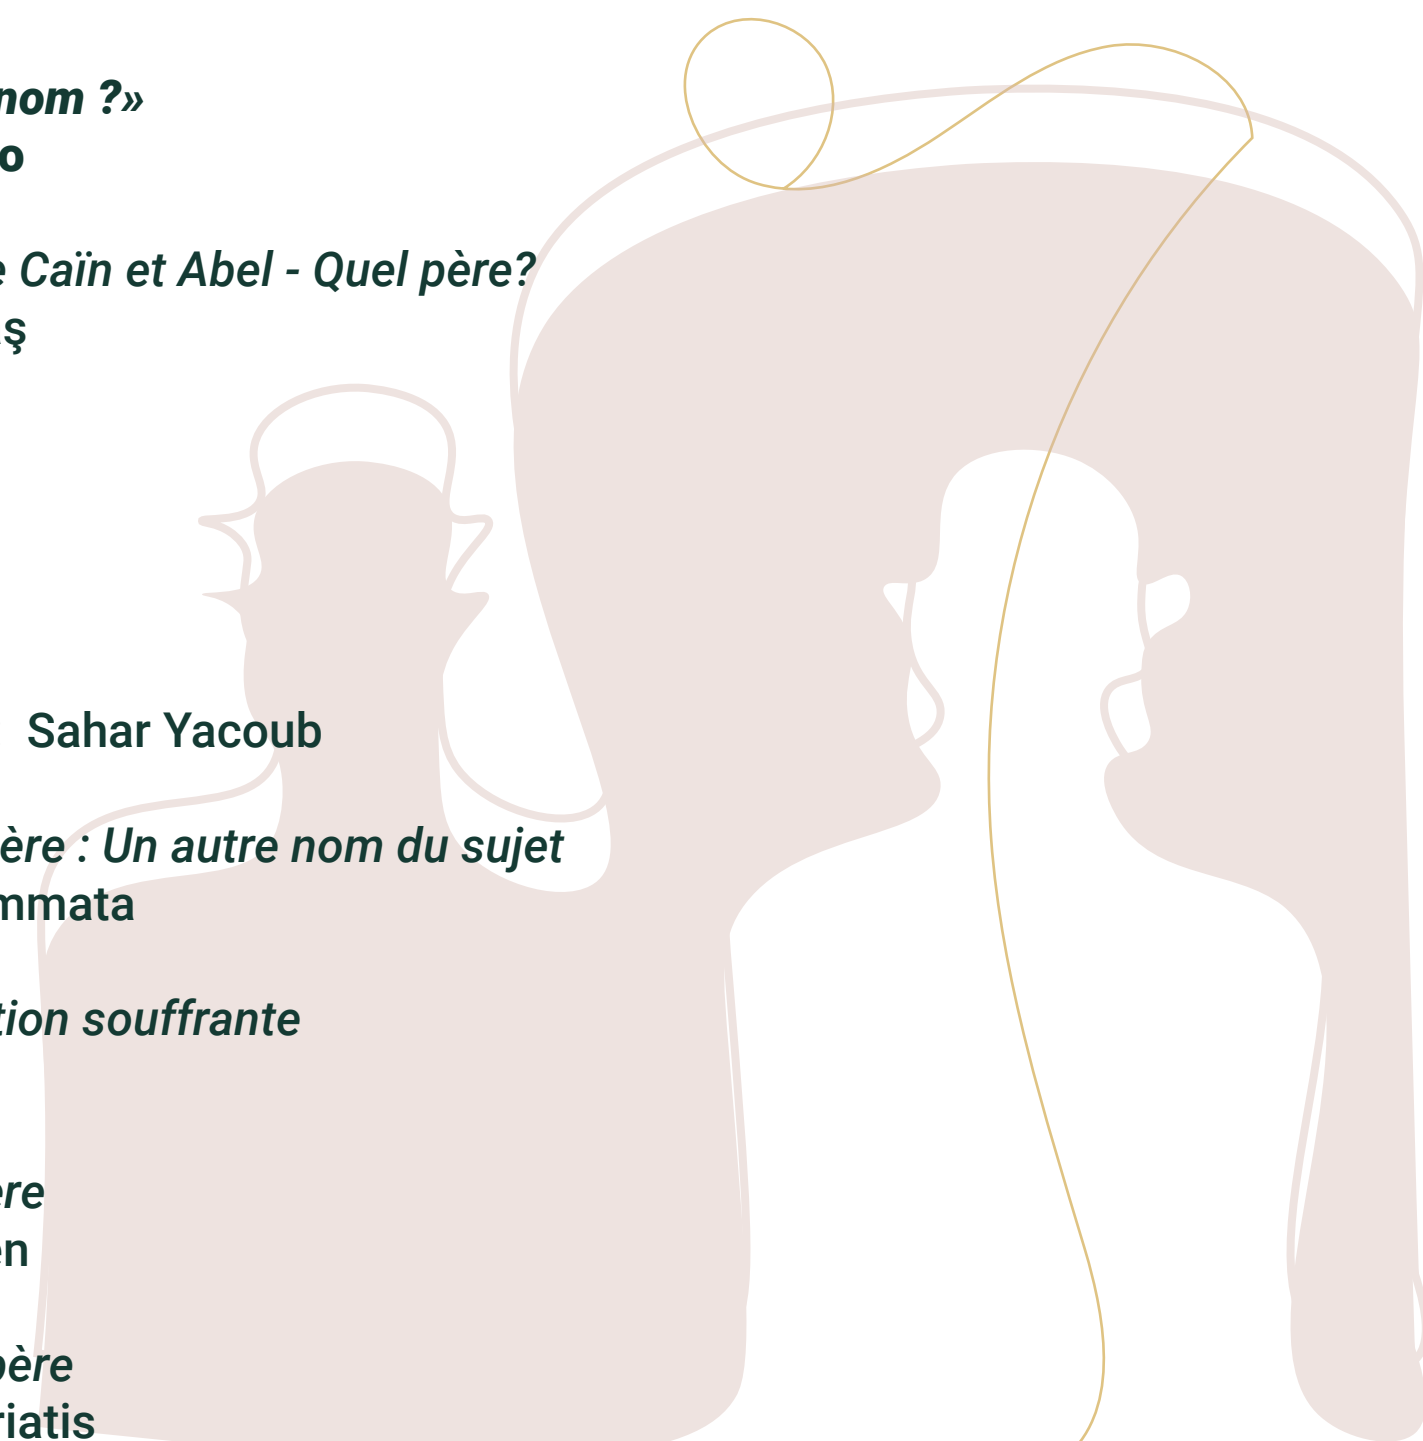 nom ?»
o
e Caïn et Abel - Quel père?
ş
Sahar Yacoub
ère : Un autre nom du sujet
mmata
tion souffrante
ère
en
père
riatis